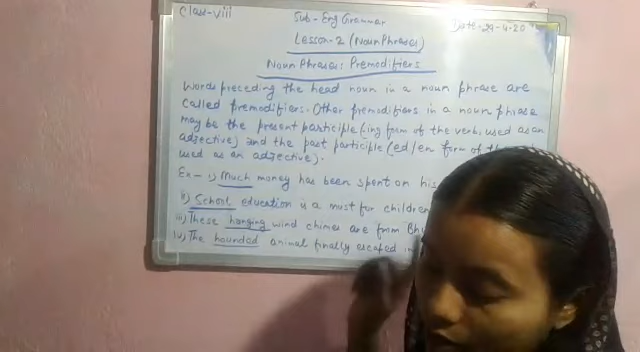 Class-viii
Sub- Eng Grammar
Date-29-4-20
Lesson-2 (Noun Phrases)
Noun Phrases: Premodifiers
Words preceding the head noun in a noun phrase are
called premodifiers. Other premodifiers in a noun phrase
may be the present participle (-ing form of the verb, used as an
adjective) and the past participle (ed/en form of the
used as an adjective).
Ex- i) Much money has been spent on his
ii) School education is a must for children
iii) These hanging wind chimes are from
iv) The hounded animal finally escaped in